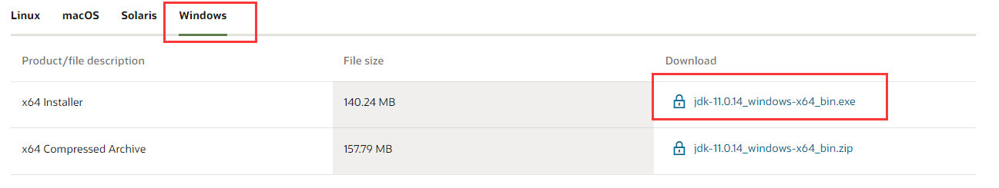 Linux macOS Solaris Windows
Product/file description File size Download
x64 Installer 140.24 MB jdk-11.0.14_windows-x64_bin.exe
x64 Compressed Archive 157.79 MB jdk-11.0.14_windows-x64_bin.zip